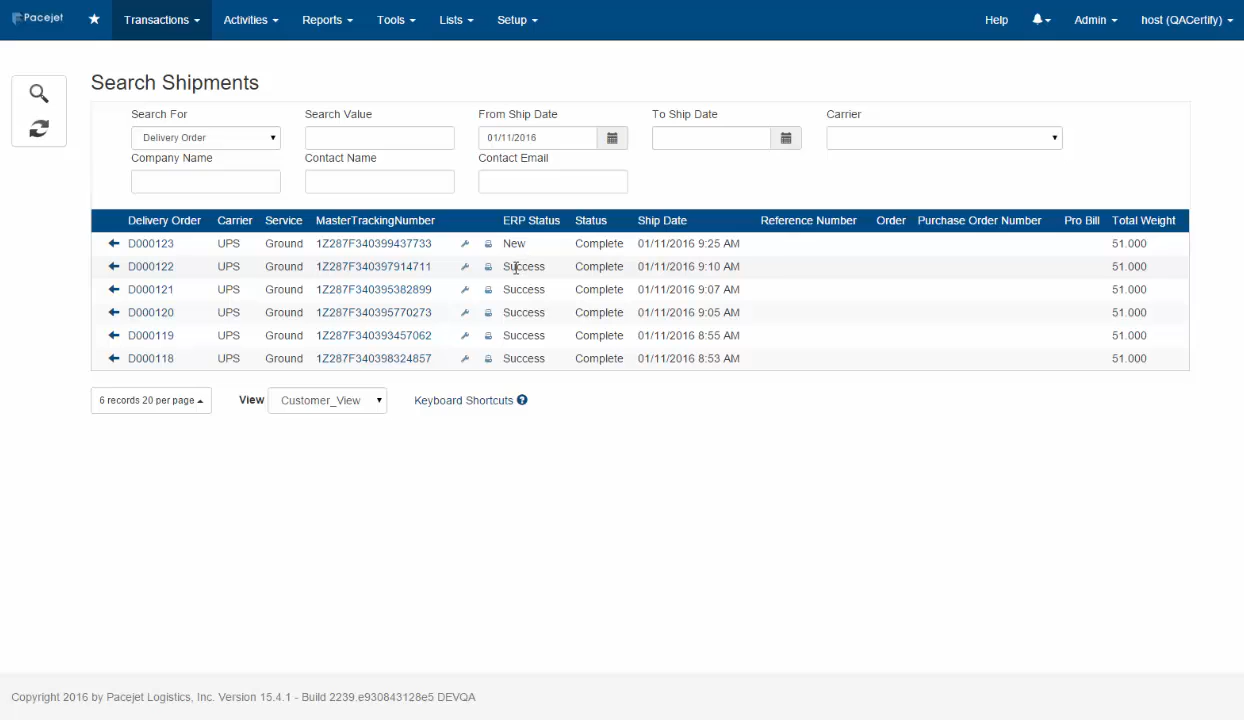 Pacejet Transactions Activities Reports Tools Lists Setup Help Admin host (QACertify)
Search Shipments
Search For Search Value From Ship Date To Ship Date Carrier
Delivery Order 01/11/2016
Company Name Contact Name Contact Email
Delivery Order Carrier Service MasterTrackingNumber ERP Status Status Ship Date Reference Number Order Purchase Order Number Pro Bill Total Weight
D000123 UPS Ground 1Z287F340399437733 New Complete 01/11/2016 9:25 AM 51.000
D000122 UPS Ground 1Z287F340397914711 Success Complete 01/11/2016 9:10 AM 51.000
D000121 UPS Ground 1Z287F340395382899 Success Complete 01/11/2016 9:07 AM 51.000
D000120 UPS Ground 1Z287F340395770273 Success Complete 01/11/2016 9:05 AM 51.000
D000119 UPS Ground 1Z287F340393457062 Success Complete 01/11/2016 8:55 AM 51.000
D000118 UPS Ground 1Z287F340398324857 Success Complete 01/11/2016 8:53 AM 51.000
6 records 20 per page View Customer_View Keyboard Shortcuts
Copyright 2016 by Pacejet Logistics, Inc. Version 15.4.1 - Build 2239.e930843128e5 DEVQA